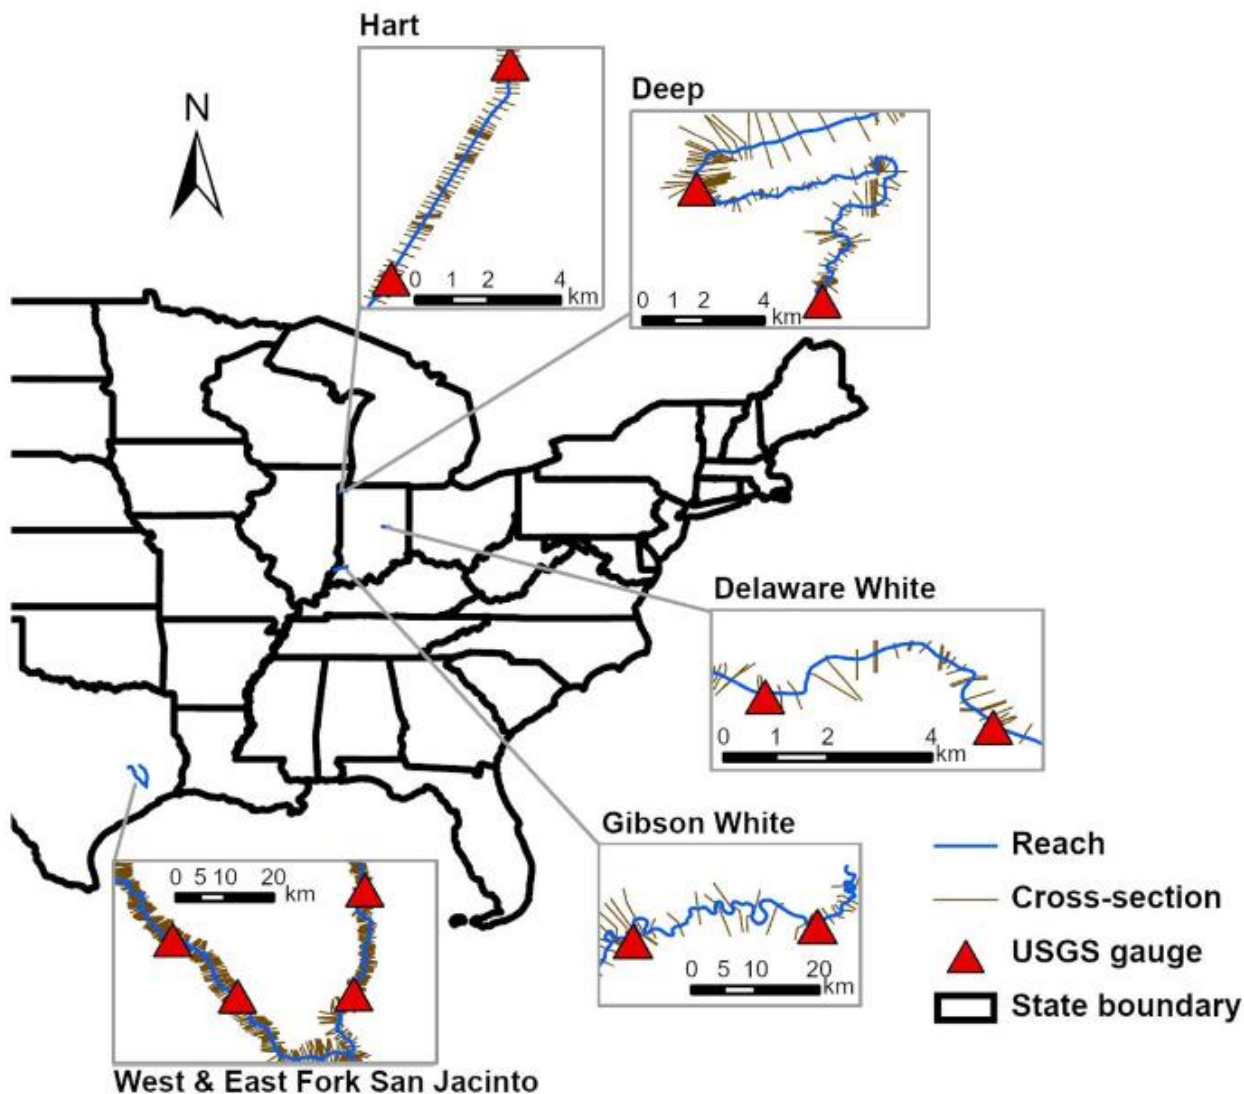 Hart
N
Deep
0 1 2 4
km
0 1 2 4
km
Delaware White
0 1 2 4
km
Gibson White
0 5 10 20
km
0 5 10 20
km
West & East Fork San Jacinto
Reach
Cross-section
USGS gauge
State boundary